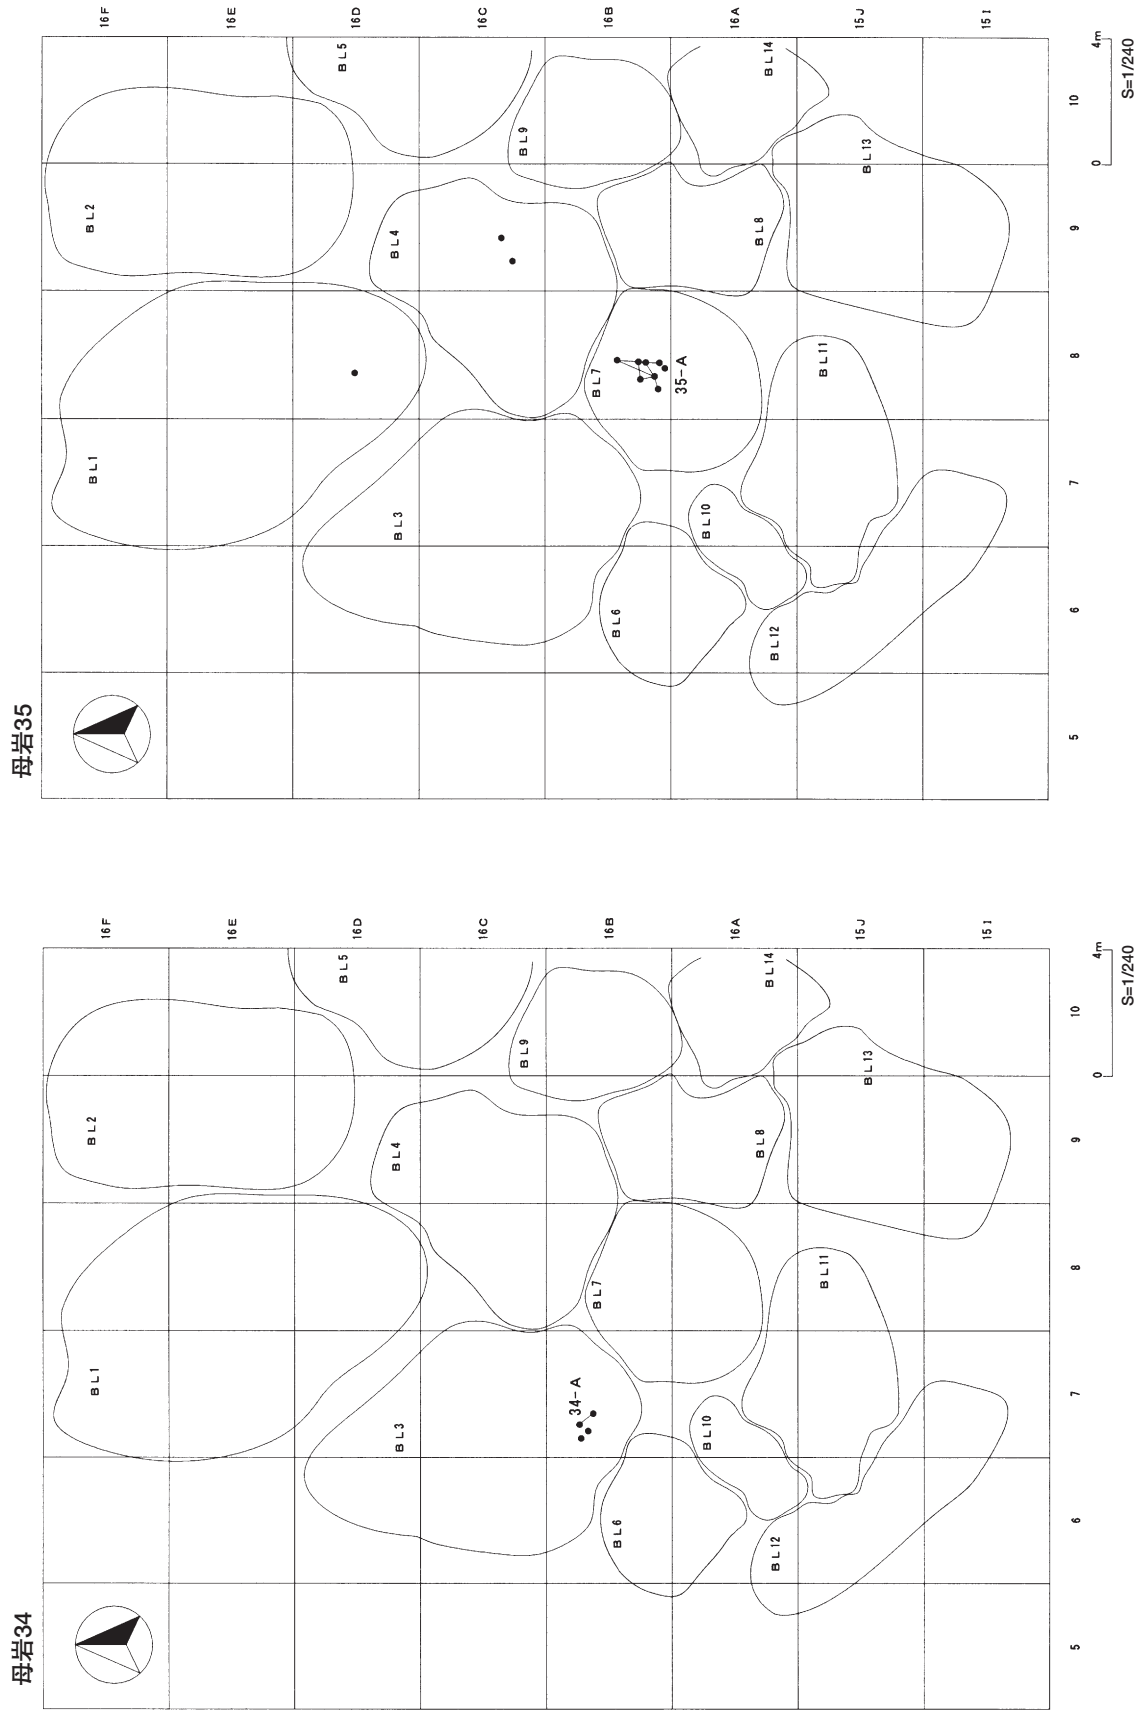 母岩35
16F
16E
16D
16C
16B
16A
15J
15I
BL1
BL2
BL3
BL4
BL5
BL6
BL7
BL8
BL9
BL10
BL11
BL12
BL13
BL14
35-A
5
6
7
8
9
10
0
4m
S=1/240
母岩34
16F
16E
16D
16C
16B
16A
15J
15I
BL1
BL2
BL3
BL4
BL5
BL6
BL7
BL8
BL9
BL10
BL11
BL12
BL13
BL14
34-A
5
6
7
8
9
10
0
4m
S=1/240